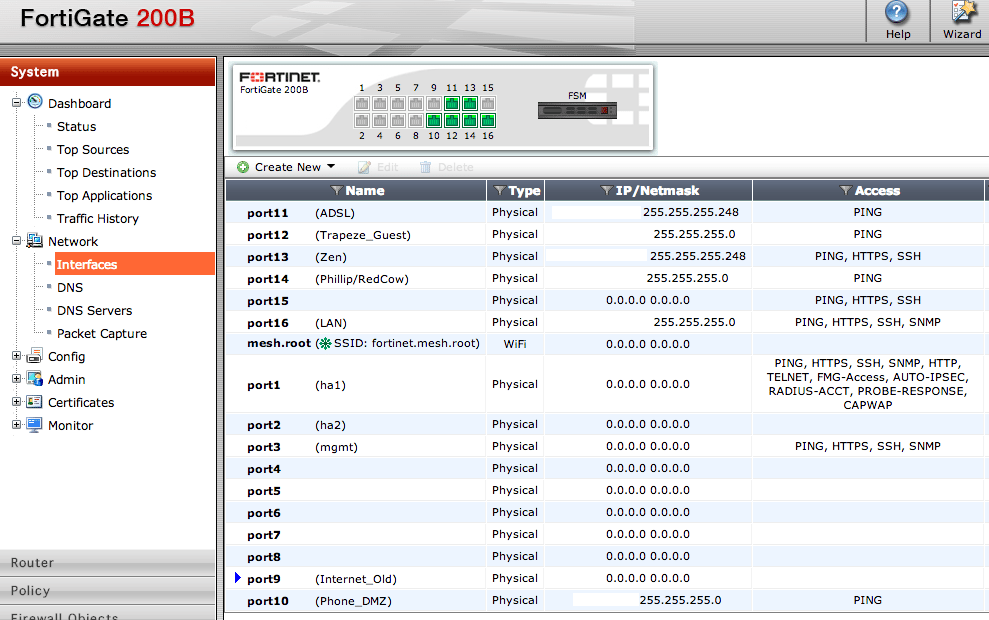 FortiGate 200B
Help
Wizard
System
Dashboard
Status
Top Sources
Top Destinations
Top Applications
Traffic History
Network
Interfaces
DNS
DNS Servers
Packet Capture
Config
Admin
Certificates
Monitor
Router
Policy
Firewall Objects
FORTINET.
FortiGate 200B
1 3 5 7 9 11 13 15
2 4 6 8 10 12 14 16
FSM
Create New Edit Delete
Name Type IP/Netmask Access
port11 (ADSL) Physical 255.255.255.248 PING
port12 (Trapeze_Guest) Physical 255.255.255.0 PING
port13 (Zen) Physical 255.255.255.248 PING, HTTPS, SSH
port14 (Phillip/RedCow) Physical 255.255.255.0 PING
port15 Physical 0.0.0.0 0.0.0.0 PING, HTTPS, SSH
port16 (LAN) Physical 255.255.255.0 PING, HTTPS, SSH, SNMP
mesh.root (SSID: fortinet.mesh.root) WiFi 0.0.0.0 0.0.0.0
port1 (ha1) Physical 0.0.0.0 0.0.0.0 PING, HTTPS, SSH, SNMP, HTTP,
TELNET, FMG-Access, AUTO-IPSEC,
RADIUS-ACCT, PROBE-RESPONSE,
CAPWAP
port2 (ha2) Physical 0.0.0.0 0.0.0.0
port3 (mgmt) Physical 0.0.0.0 0.0.0.0 PING, HTTPS, SSH, SNMP
port4 Physical 0.0.0.0 0.0.0.0
port5 Physical 0.0.0.0 0.0.0.0
port6 Physical 0.0.0.0 0.0.0.0
port7 Physical 0.0.0.0 0.0.0.0
port8 Physical 0.0.0.0 0.0.0.0
port9 (Internet_Old) Physical 0.0.0.0 0.0.0.0
port10 (Phone_DMZ) Physical 255.255.255.0 PING